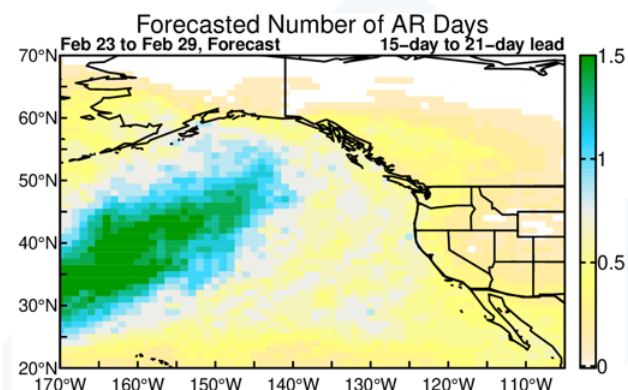 Forecasted Number of AR Days
Feb 23 to Feb 29, Forecast 15-day to 21-day lead
70°N
60°N
50°N
40°N
30°N
20°N
170°W 160°W 150°W 140°W 130°W 120°W 110°W
1.5
1
0.5
0